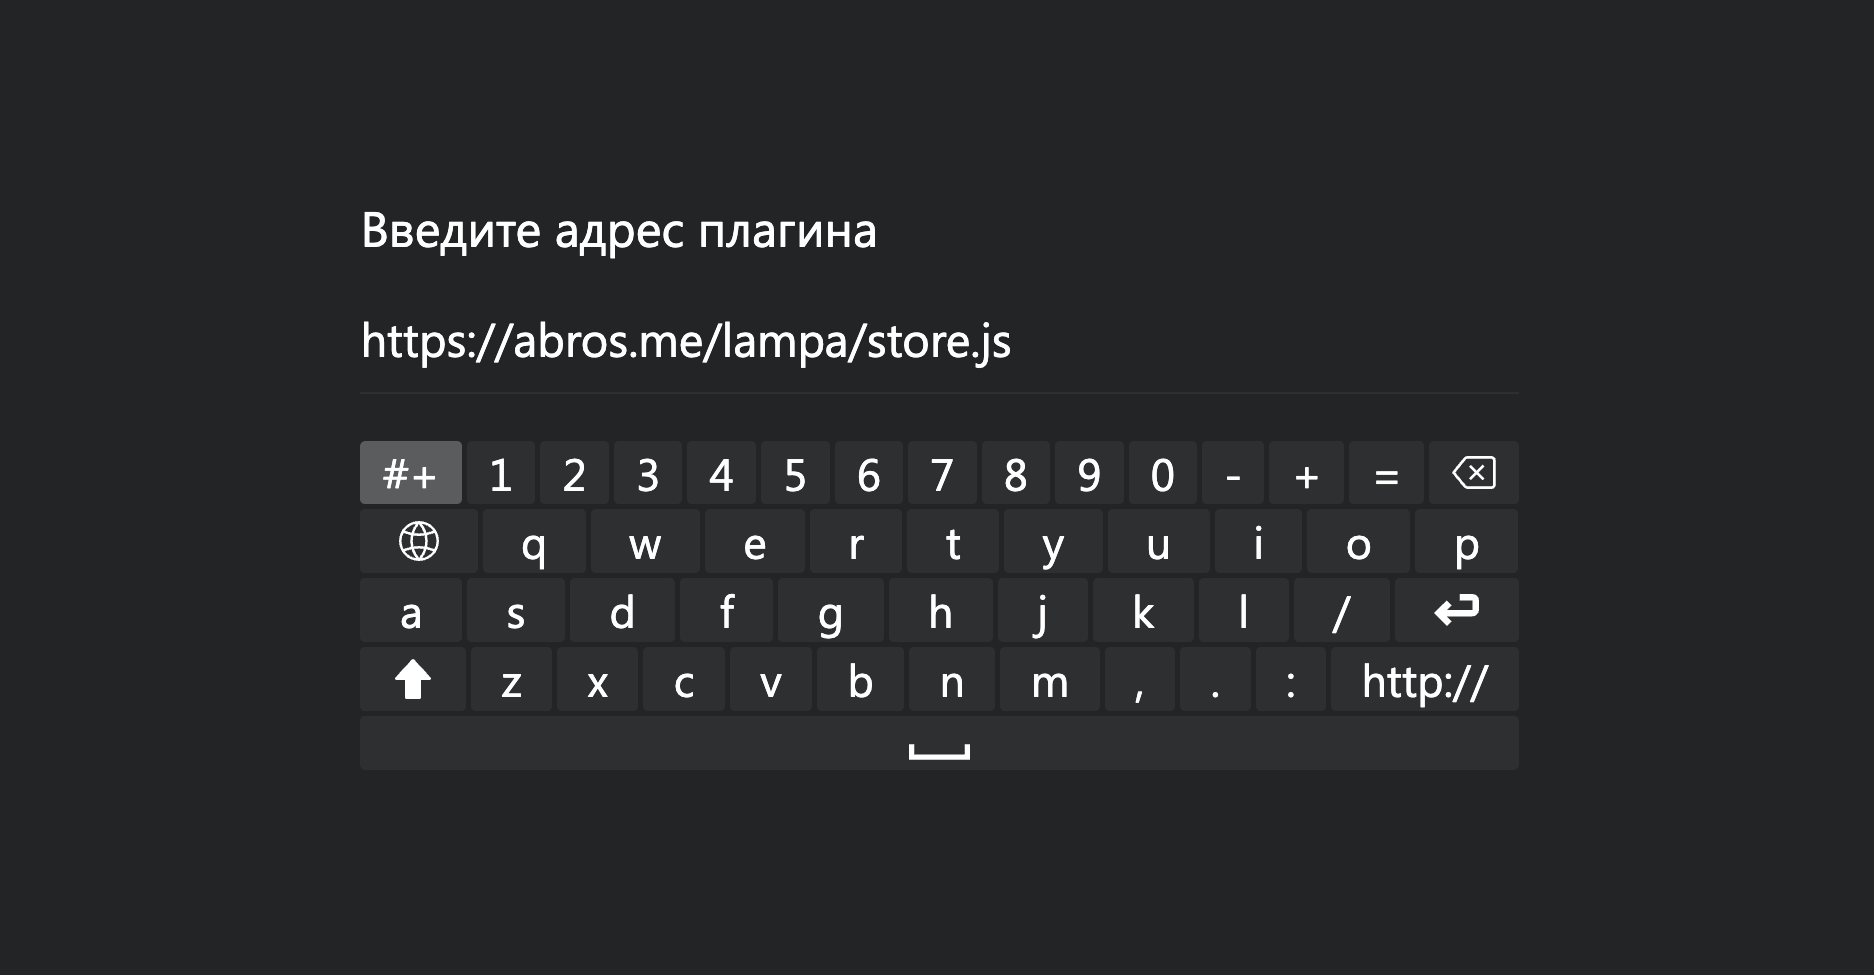 Введите адрес плагина
https://abros.me/lampa/store.js
#+ 1 2 3 4 5 6 7 8 9 0 - + =
q w e r t y u i o p
a s d f g h j k l /
z x c v b n m , . : http://